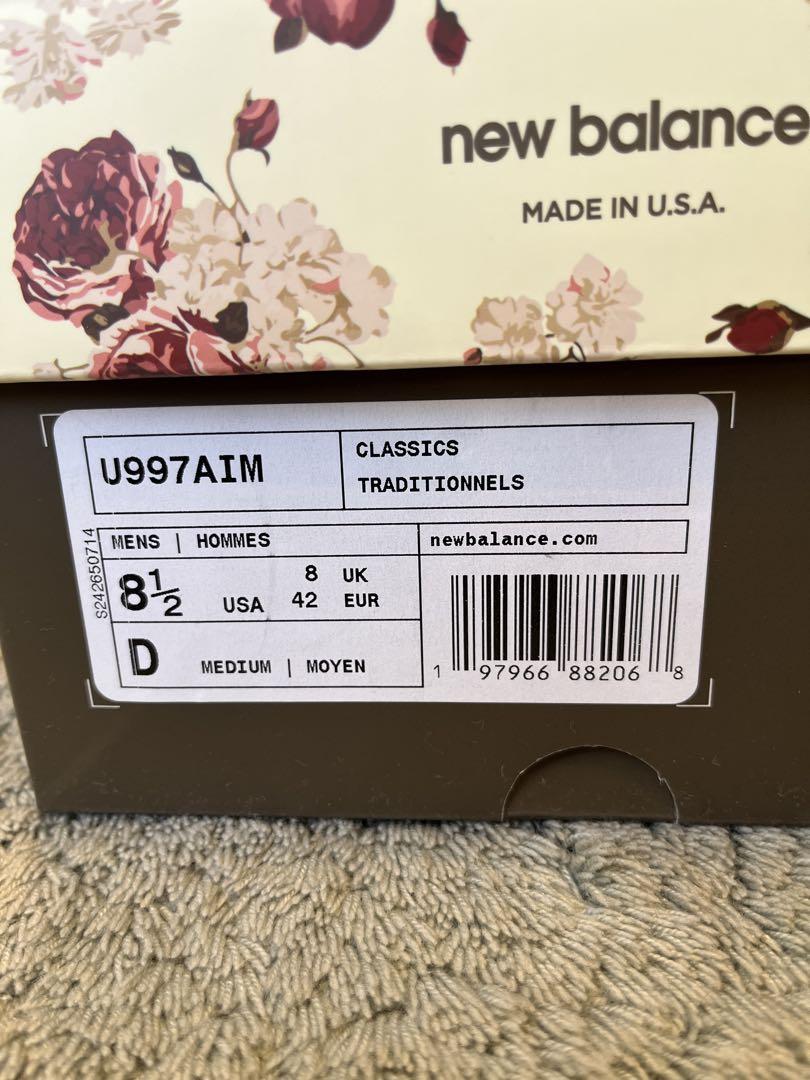 new balance
MADE IN U.S.A.
U997AIM
CLASSICS
TRADITIONNELS
S242650714
MENS | HOMMES
newbalance.com
8½ USA
8 UK
42 EUR
D MEDIUM | MOYEN
1 97966 88206 8